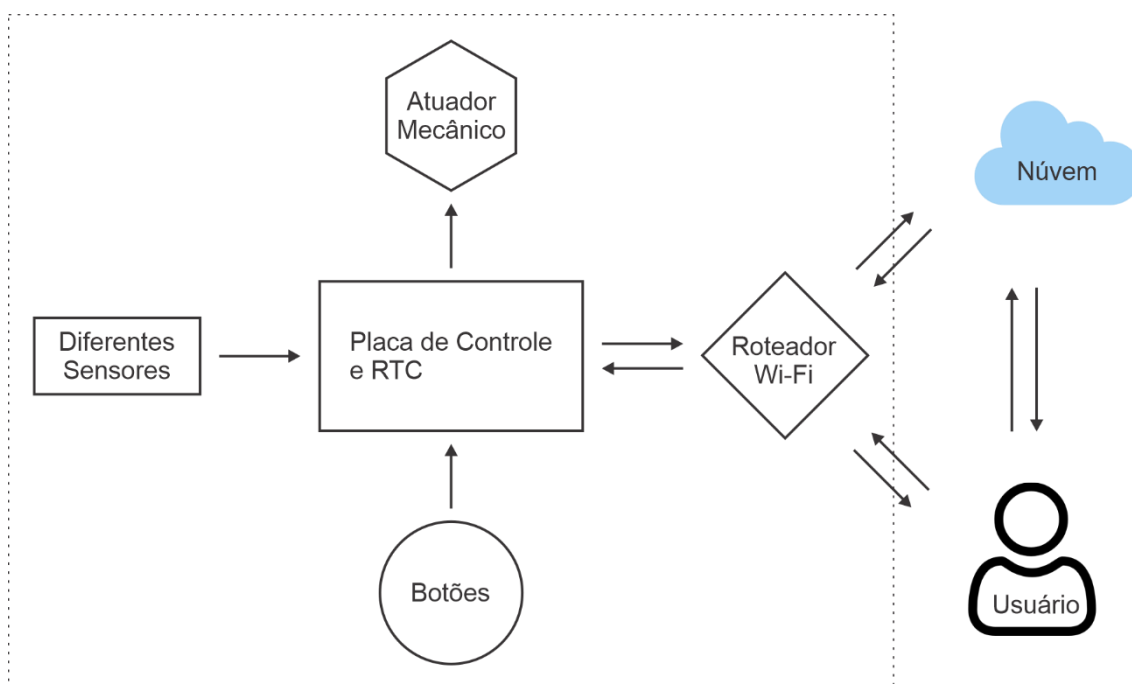 Atuador
Mecânico
Núvem
Diferentes
Sensores
Placa de Controle
e RTC
Roteador
Wi-Fi
Botões
Usuário